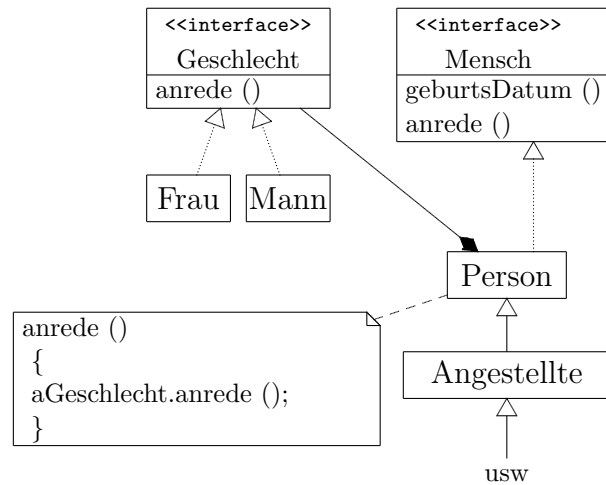 <<interface>>
Geschlecht
anrede ()
<<interface>>
Mensch
geburtsDatum ()
anrede ()
Frau
Mann
Person
anrede ()
{
aGeschlecht.anrede ();
}
Angestellte
usw